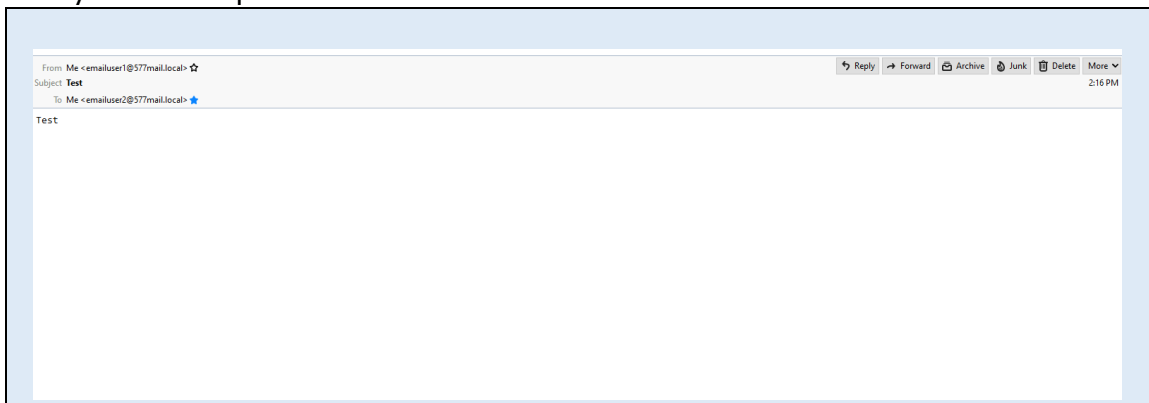 From Me <emailuser1@577mail.local>
Reply Forward Archive Junk Delete More
Subject Test
2:16 PM
To Me <emailuser2@577mail.local>
Test